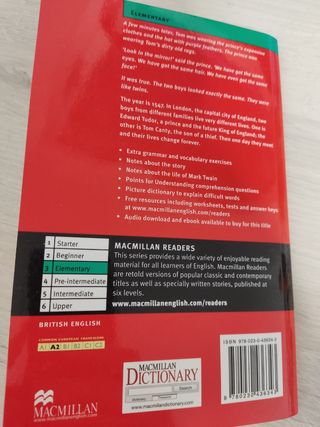 ELEMENTARY
A few minutes later, Tom was wearing the prince's expensive
clothes and the hat with purple feathers. The prince was
wearing Tom's dirty old rags.
'Look in the mirror!' said the prince. 'We have got the same
eyes. We have got the same hair. We have even got the same
face!'
It was true. The two boys looked exactly the same. They were
like twins.
The year is 1547. In London, the capital city of England, two
boys from different families live very different lives. One is
Edward Tudor, a prince and the future King of England; the
other is Tom Canty, the son of a thief. Then one day they meet
and their lives change forever.
• Extra grammar and vocabulary exercises
• Notes about the story
• Notes about the life of Mark Twain
• Points for Understanding comprehension questions
• Picture dictionary to explain difficult words
• Free resources including worksheets, tests and answer keys
at www.macmillanenglish.com/readers
• Audio download and ebook available to buy for this title
1 Starter
2 Beginner
3 Elementary
4 Pre-intermediate
5 Intermediate
6 Upper
MACMILLAN READERS
This series provides a wide variety of enjoyable reading
material for all learners of English. Macmillan Readers
are retold versions of popular classic and contemporary
titles as well as specially written stories, published at
six levels.
www.macmillanenglish.com/readers
BRITISH ENGLISH
COMMON EUROPEAN FRAMEWORK
A1 A2 B1 B2 C1 C2
MACMILLAN
MACMILLAN
DICTIONARY
Search
www.macmillandictionary.com